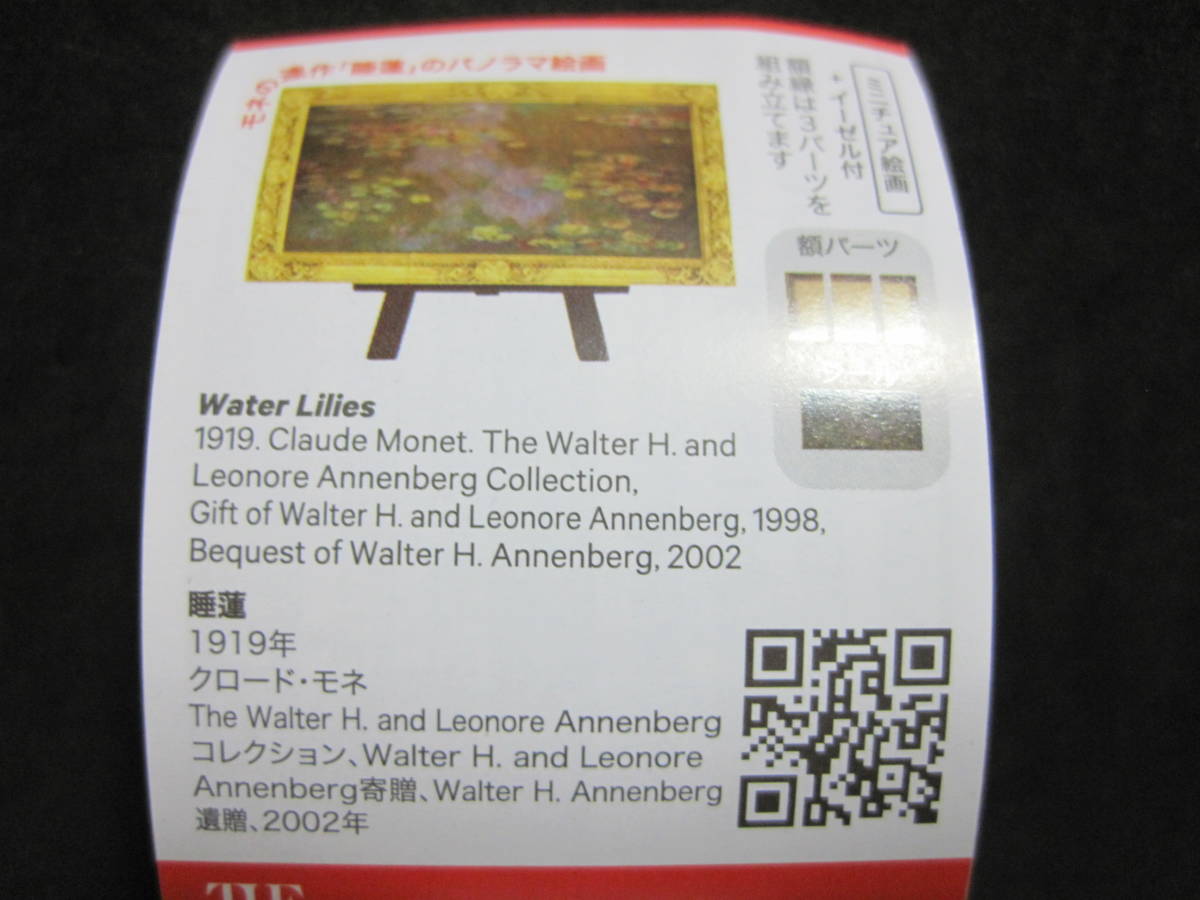 モネの連作「睡蓮」のパノラマ絵画
ミニチュア絵画
+イーゼル付
額縁は3パーツを
組み立てます
額パーツ
Water Lilies
1919. Claude Monet. The Walter H. and
Leonore Annenberg Collection,
Gift of Walter H. and Leonore Annenberg, 1998,
Bequest of Walter H. Annenberg, 2002
睡蓮
1919年
クロード・モネ
The Walter H. and Leonore Annenberg
コレクション、Walter H. and Leonore
Annenberg寄贈、Walter H. Annenberg
遺贈、2002年